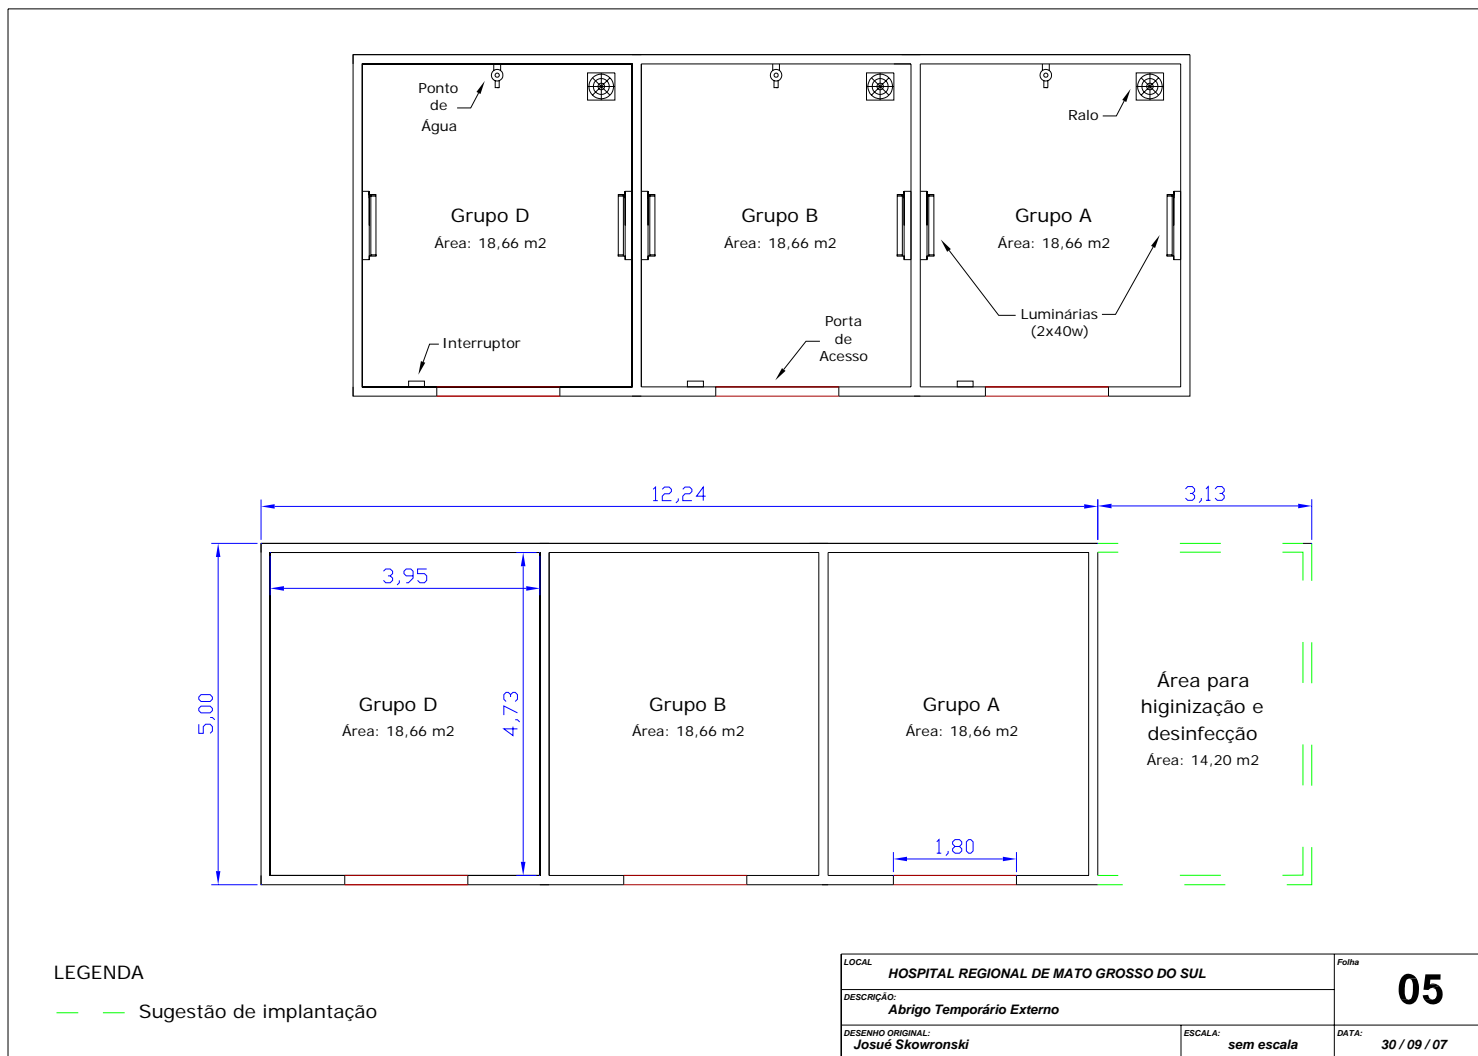 Ponto
de
Água
Ralo
Grupo D
Área: 18,66 m2
Grupo B
Área: 18,66 m2
Grupo A
Área: 18,66 m2
Luminárias
(2x40w)
Porta
de
Acesso
Interruptor
12,24
3,13
3,95
5,00
4,73
Grupo D
Área: 18,66 m2
Grupo B
Área: 18,66 m2
Grupo A
Área: 18,66 m2
Área para
higinização e
desinfecção
Área: 14,20 m2
1,80
LEGENDA
Sugestão de implantação
LOCAL
HOSPITAL REGIONAL DE MATO GROSSO DO SUL
Folha
05
DESCRIÇÃO:
Abrigo Temporário Externo
DESENHO ORIGINAL:
Josué Skowronski
ESCALA:
sem escala
DATA:
30 / 09 / 07